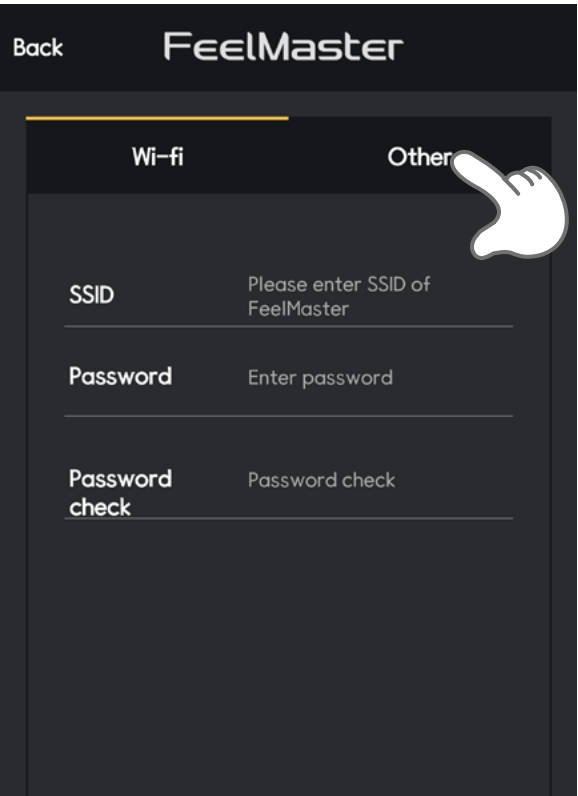 Back
FeelMaster
Wi-fi
Other
SSID
Please enter SSID of
FeelMaster
Password
Enter password
Password
check
Password check